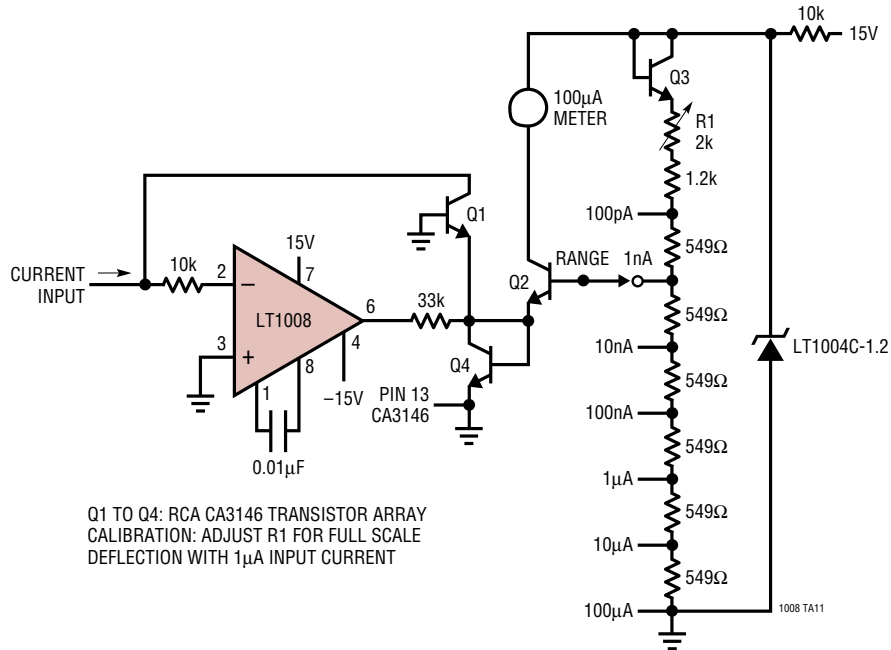 10k
15V
Q3
100µA
METER
R1
2k
1.2k
Q1
100pA
15V
549Ω
CURRENT
INPUT
10k
2
7
RANGE
1nA
Q2
–
6
33k
549Ω
LT1008
10nA
LT1004C-1.2
3
+
4
Q4
8
549Ω
1
–15V
PIN 13
CA3146
100nA
549Ω
0.01µF
1µA
Q1 TO Q4: RCA CA3146 TRANSISTOR ARRAY
CALIBRATION: ADJUST R1 FOR FULL SCALE
DEFLECTION WITH 1µA INPUT CURRENT
549Ω
10µA
549Ω
100µA
1008 TA11